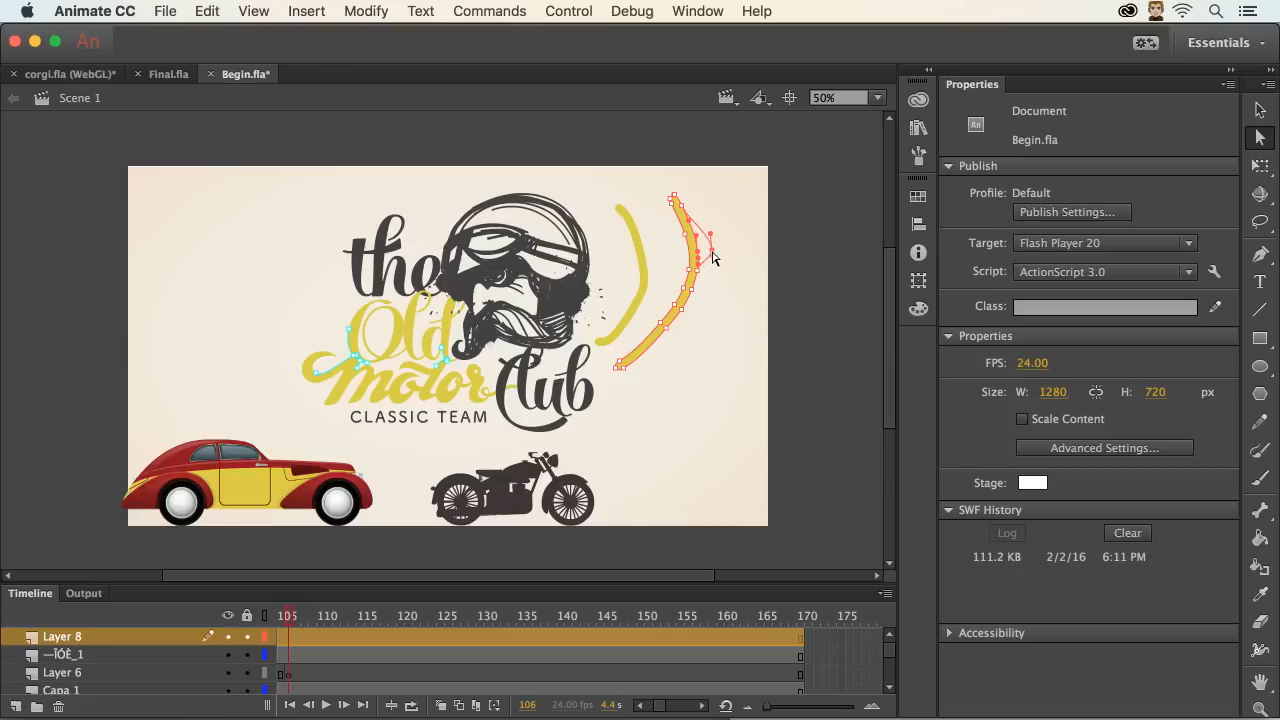 Animate CC File Edit View Insert Modify Text Commands Control Debug Window Help
An
Essentials
corgi.fla (WebGL)* Final.fla Begin.fla*
Scene 1
50%
the
Old
motor
Club
CLASSIC TEAM
Properties
Document
An
Begin.fla
Publish
Profile: Default
Publish Settings...
Target: Flash Player 20
Script: ActionScript 3.0
Class:
Properties
FPS: 24.00
Size: W: 1280 H: 720 px
Scale Content
Advanced Settings...
Stage:
SWF History
Log Clear
111.2 KB 2/2/16 6:11 PM
Accessibility
T
Timeline Output
105 110 115 120 125 130 135 140 145 150 155 160 165 170 175
Layer 8
—ÎÓÈ_1
Layer 6
Capa 1
106 24.00 fps 4.4 s